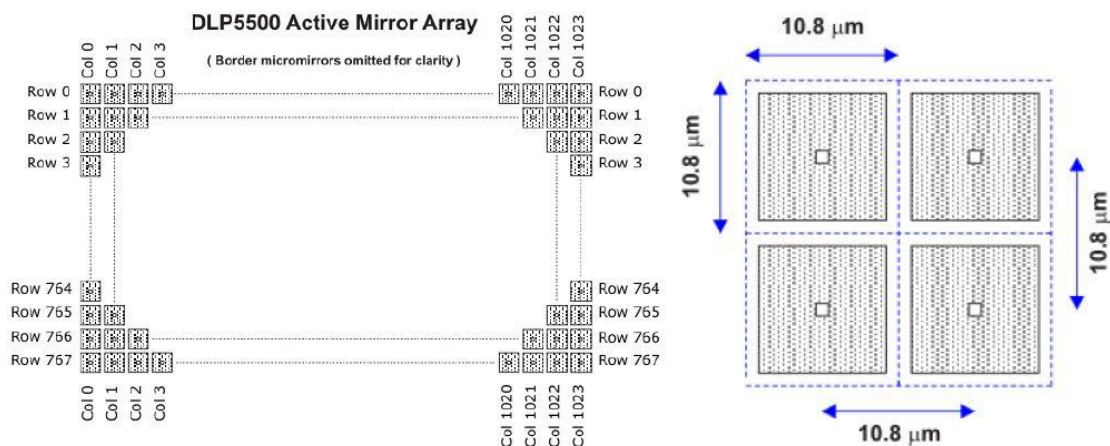 DLP5500 Active Mirror Array
( Border micromirrors omitted for clarity )
Col 0
Col 1
Col 2
Col 3
Col 1020
Col 1021
Col 1022
Col 1023
Row 0
Row 0
Row 1
Row 1
Row 2
Row 2
Row 3
Row 3
Row 764
Row 764
Row 765
Row 765
Row 766
Row 766
Row 767
Row 767
Col 0
Col 1
Col 2
Col 3
Col 1020
Col 1021
Col 1022
Col 1023
10.8 μm
10.8 μm
10.8 μm
10.8 μm